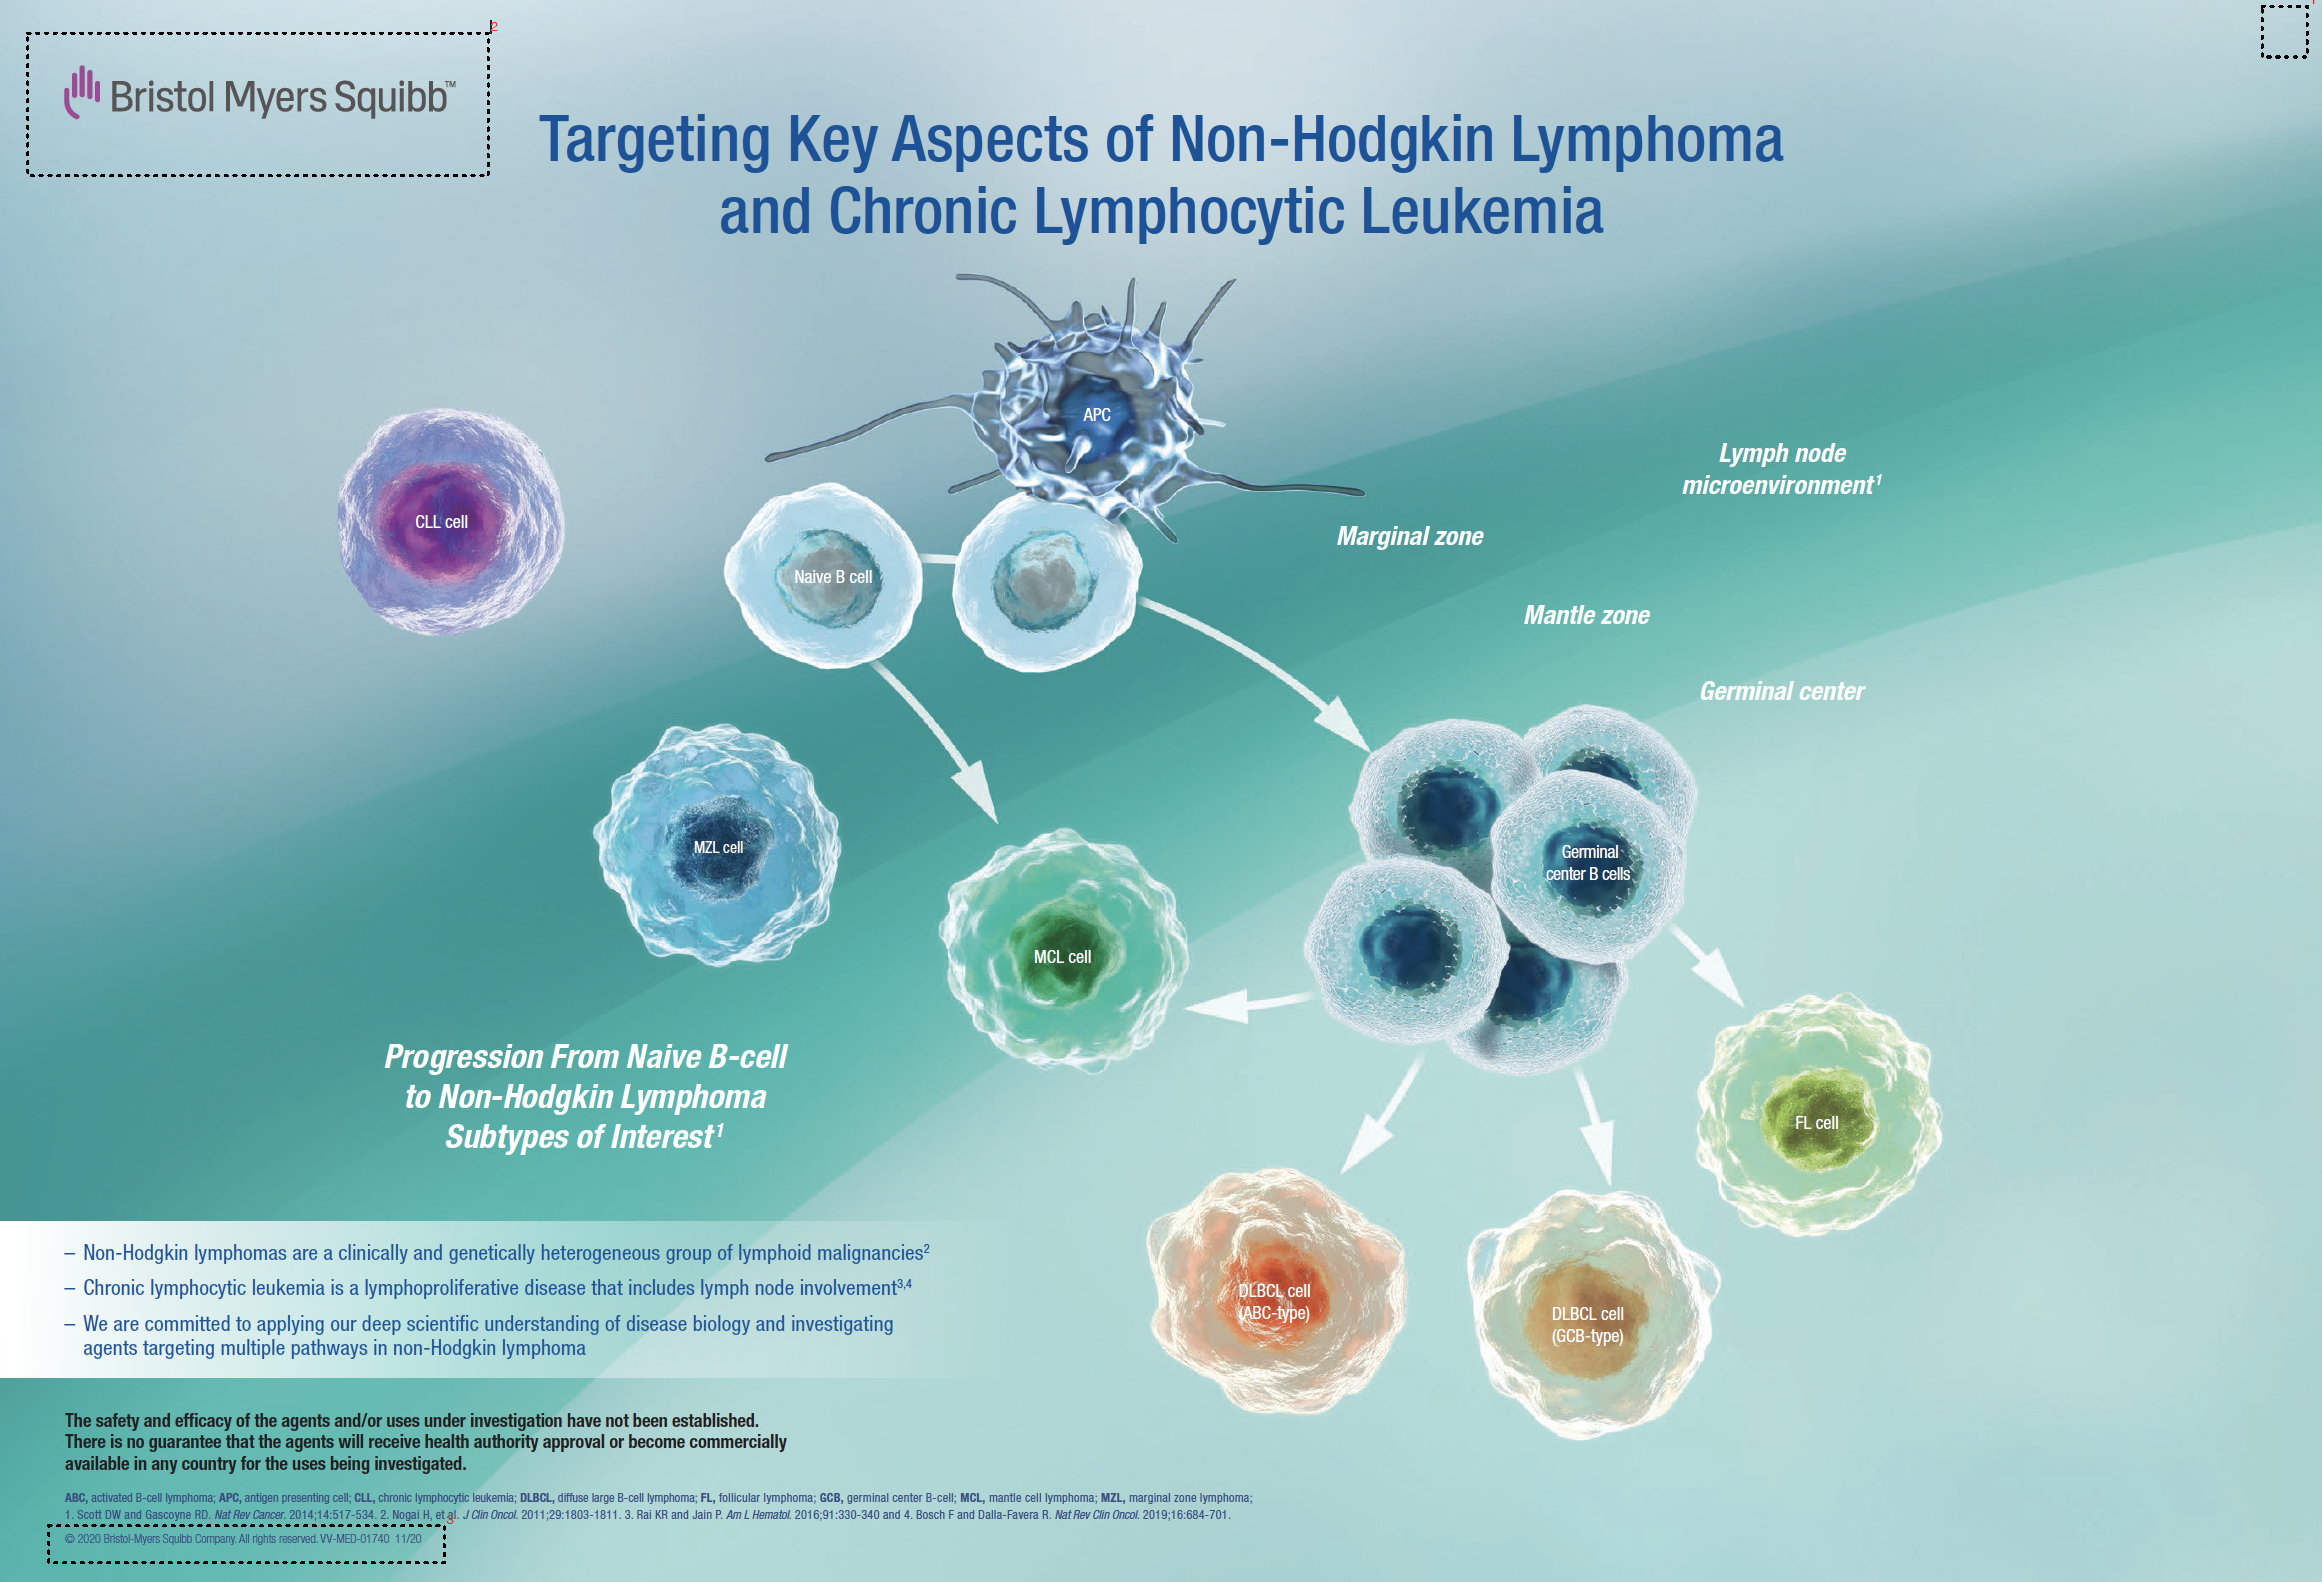 2
1
Bristol Myers Squibb™
Targeting Key Aspects of Non-Hodgkin Lymphoma
and Chronic Lymphocytic Leukemia
APC
CLL cell
Naive B cell
Lymph node
microenvironment¹
Marginal zone
Mantle zone
Germinal center
MZL cell
MCL cell
Germinal
center B cells
FL cell
DLBCL cell
(ABC-type)
DLBCL cell
(GCB-type)
Progression From Naive B-cell
to Non-Hodgkin Lymphoma
Subtypes of Interest¹
– Non-Hodgkin lymphomas are a clinically and genetically heterogeneous group of lymphoid malignancies²
– Chronic lymphocytic leukemia is a lymphoproliferative disease that includes lymph node involvement³,⁴
– We are committed to applying our deep scientific understanding of disease biology and investigating
agents targeting multiple pathways in non-Hodgkin lymphoma
The safety and efficacy of the agents and/or uses under investigation have not been established.
There is no guarantee that the agents will receive health authority approval or become commercially
available in any country for the uses being investigated.
ABC, activated B-cell lymphoma; APC, antigen presenting cell; CLL, chronic lymphocytic leukemia; DLBCL, diffuse large B-cell lymphoma; FL, follicular lymphoma; GCB, germinal center B-cell; MCL, mantle cell lymphoma; MZL, marginal zone lymphoma;
1. Scott DW and Gascoyne RD. Nat Rev Cancer. 2014;14:517-534. 2. Nogai H, et al. J Clin Oncol. 2011;29:1803-1811. 3. Rai KR and Jain P. Am L Hematol. 2016;91:330-340 and 4. Bosch F and Dalla-Favera R. Nat Rev Clin Oncol. 2019;16:684-701.
3
© 2020 Bristol-Myers Squibb Company. All rights reserved. VV-MED-01740 11/20